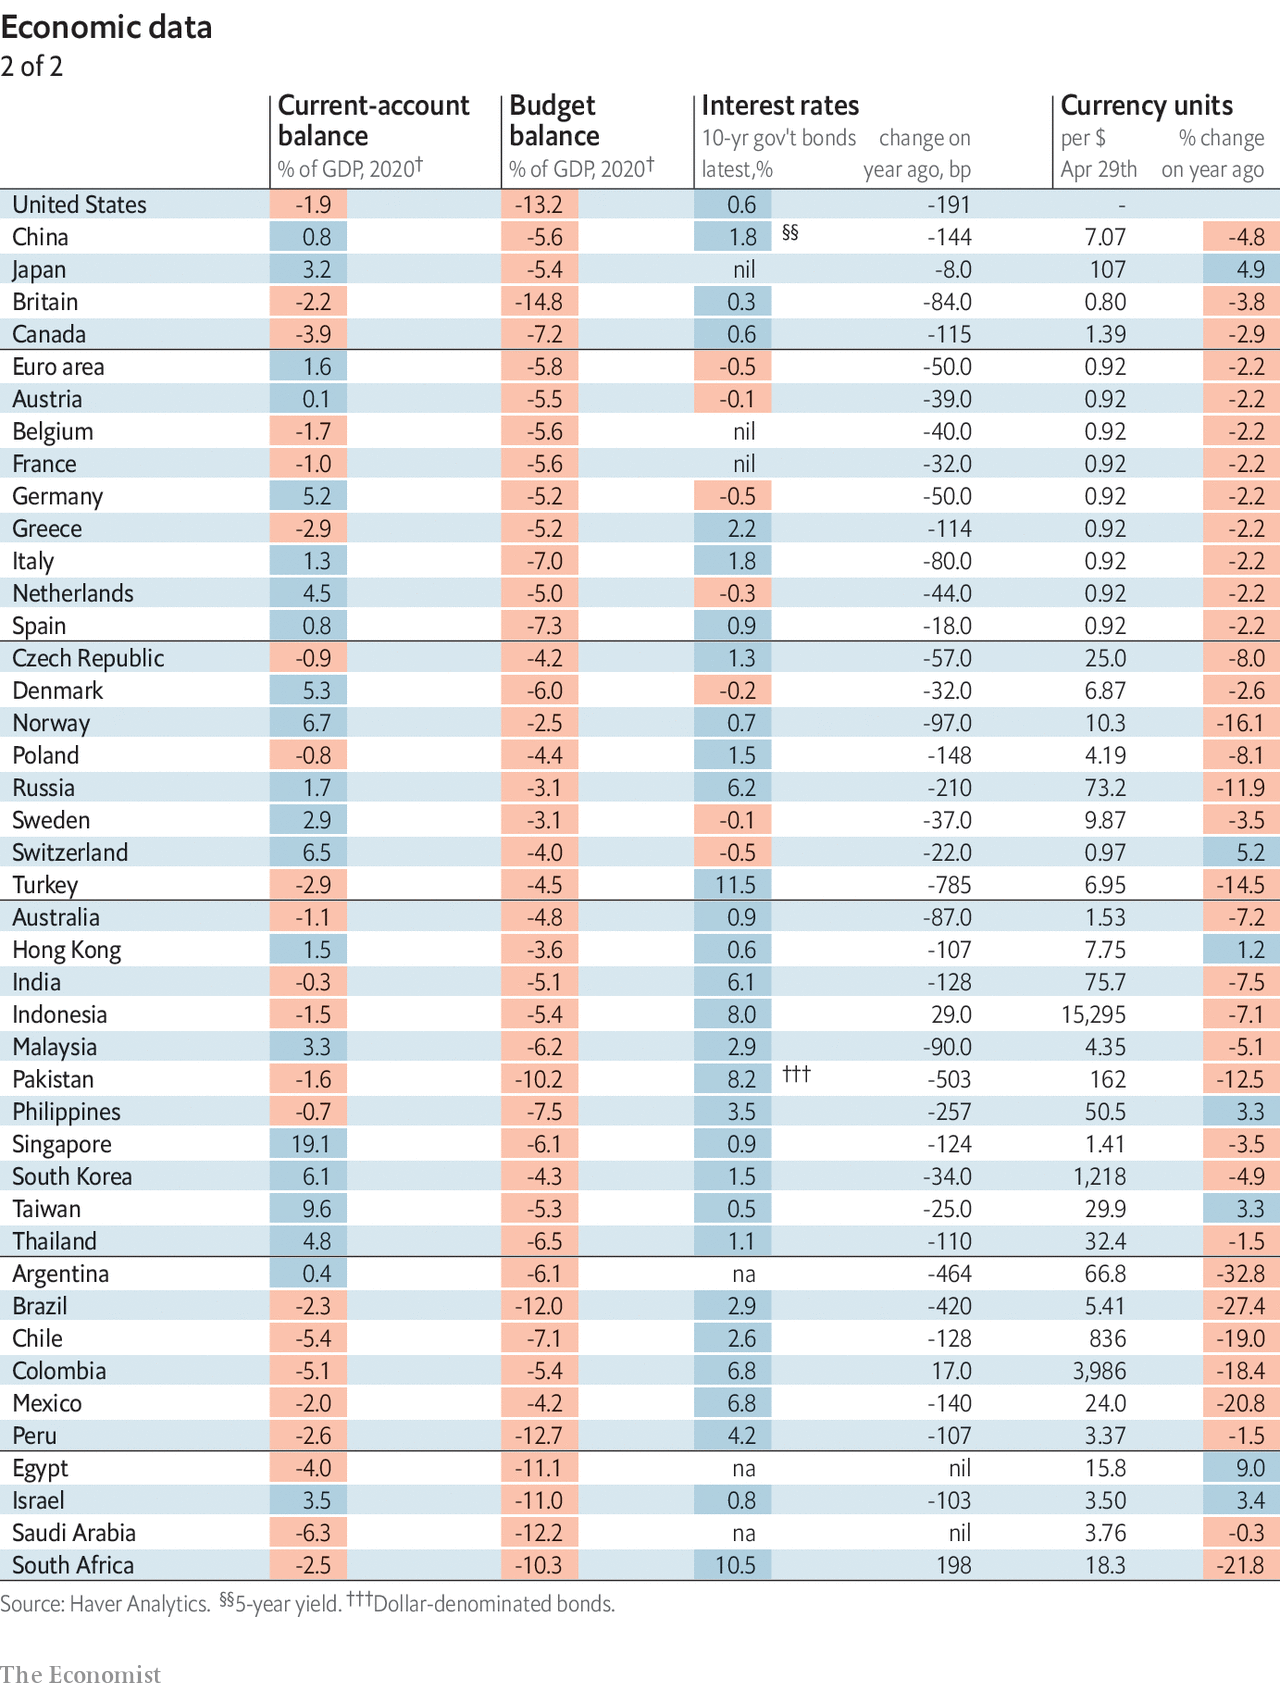 Economic data
2 of 2
Current-account balance % of GDP, 2020† Budget balance % of GDP, 2020† Interest rates 10-yr gov't bonds latest,% change on year ago, bp Currency units per $ Apr 29th % change on year ago
United States -1.9 -13.2 0.6 -191 -
China 0.8 -5.6 1.8 §§ -144 7.07 -4.8
Japan 3.2 -5.4 nil -8.0 107 4.9
Britain -2.2 -14.8 0.3 -84.0 0.80 -3.8
Canada -3.9 -7.2 0.6 -115 1.39 -2.9
Euro area 1.6 -5.8 -0.5 -50.0 0.92 -2.2
Austria 0.1 -5.5 -0.1 -39.0 0.92 -2.2
Belgium -1.7 -5.6 nil -40.0 0.92 -2.2
France -1.0 -5.6 nil -32.0 0.92 -2.2
Germany 5.2 -5.2 -0.5 -50.0 0.92 -2.2
Greece -2.9 -5.2 2.2 -114 0.92 -2.2
Italy 1.3 -7.0 1.8 -80.0 0.92 -2.2
Netherlands 4.5 -5.0 -0.3 -44.0 0.92 -2.2
Spain 0.8 -7.3 0.9 -18.0 0.92 -2.2
Czech Republic -0.9 -4.2 1.3 -57.0 25.0 -8.0
Denmark 5.3 -6.0 -0.2 -32.0 6.87 -2.6
Norway 6.7 -2.5 0.7 -97.0 10.3 -16.1
Poland -0.8 -4.4 1.5 -148 4.19 -8.1
Russia 1.7 -3.1 6.2 -210 73.2 -11.9
Sweden 2.9 -3.1 -0.1 -37.0 9.87 -3.5
Switzerland 6.5 -4.0 -0.5 -22.0 0.97 5.2
Turkey -2.9 -4.5 11.5 -785 6.95 -14.5
Australia -1.1 -4.8 0.9 -87.0 1.53 -7.2
Hong Kong 1.5 -3.6 0.6 -107 7.75 1.2
India -0.3 -5.1 6.1 -128 75.7 -7.5
Indonesia -1.5 -5.4 8.0 29.0 15,295 -7.1
Malaysia 3.3 -6.2 2.9 -90.0 4.35 -5.1
Pakistan -1.6 -10.2 8.2 ††† -503 162 -12.5
Philippines -0.7 -7.5 3.5 -257 50.5 3.3
Singapore 19.1 -6.1 0.9 -124 1.41 -3.5
South Korea 6.1 -4.3 1.5 -34.0 1,218 -4.9
Taiwan 9.6 -5.3 0.5 -25.0 29.9 3.3
Thailand 4.8 -6.5 1.1 -110 32.4 -1.5
Argentina 0.4 -6.1 na -464 66.8 -32.8
Brazil -2.3 -12.0 2.9 -420 5.41 -27.4
Chile -5.4 -7.1 2.6 -128 836 -19.0
Colombia -5.1 -5.4 6.8 17.0 3,986 -18.4
Mexico -2.0 -4.2 6.8 -140 24.0 -20.8
Peru -2.6 -12.7 4.2 -107 3.37 -1.5
Egypt -4.0 -11.1 na nil 15.8 9.0
Israel 3.5 -11.0 0.8 -103 3.50 3.4
Saudi Arabia -6.3 -12.2 na nil 3.76 -0.3
South Africa -2.5 -10.3 10.5 198 18.3 -21.8
Source: Haver Analytics. §§5-year yield. †††Dollar-denominated bonds.
The Economist